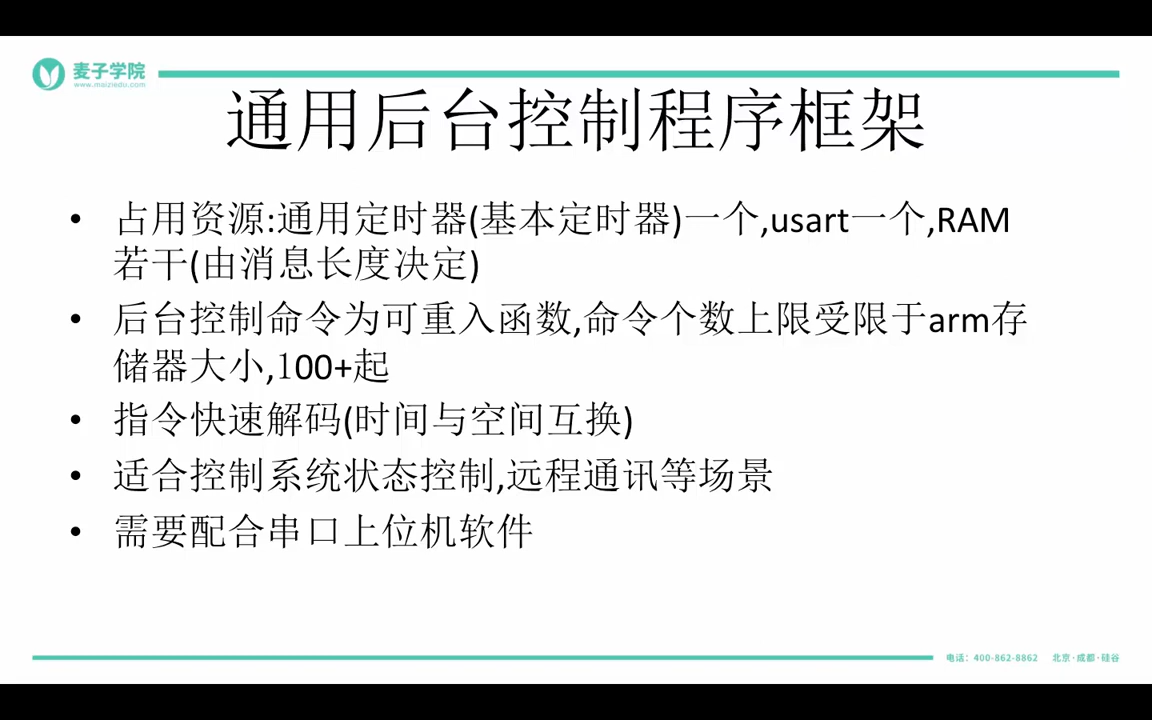 麦子学院
www.maiziedu.com
通用后台控制程序框架
• 占用资源:通用定时器(基本定时器)一个,usart一个,RAM
若干(由消息长度决定)
• 后台控制命令为可重入函数,命令个数上限受限于arm存
储器大小,100+起
• 指令快速解码(时间与空间互换)
• 适合控制系统状态控制,远程通讯等场景
• 需要配合串口上位机软件
电话：400-862-8862 北京·成都·硅谷